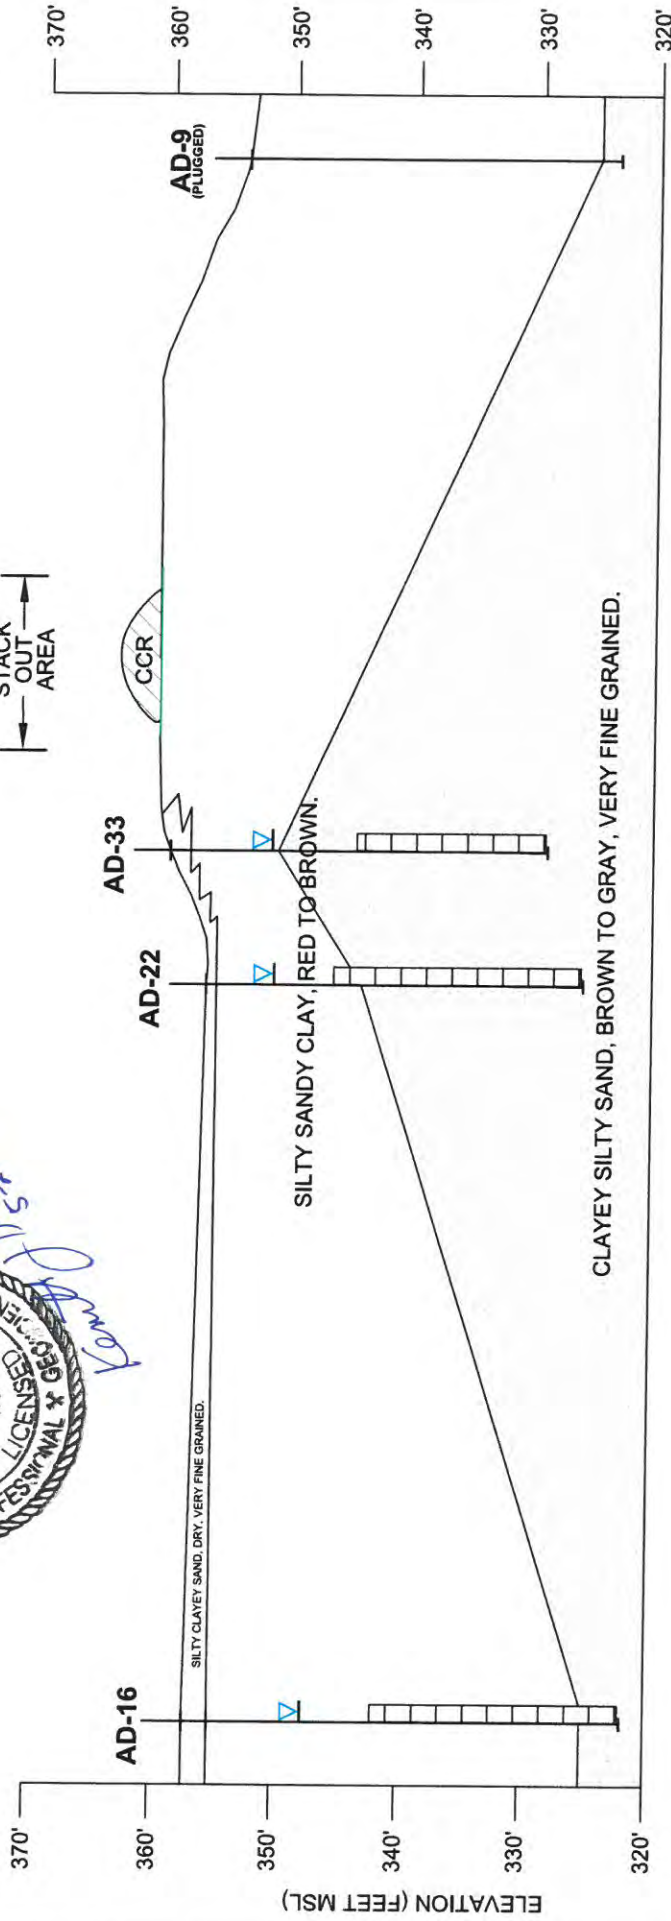 STACK
OUT
AREA
CCR
AD-16
AD-22
AD-33
AD-9
(PLUGGED)
370'
360'
350'
340'
330'
320'
ELEVATION (FEET MSL)
370'
360'
350'
340'
330'
320'
SILTY CLAYEY SAND, DRY, VERY FINE GRAINED.
SILTY SANDY CLAY, RED TO BROWN.
CLAYEY SILTY SAND, BROWN TO GRAY, VERY FINE GRAINED.
LICENSED